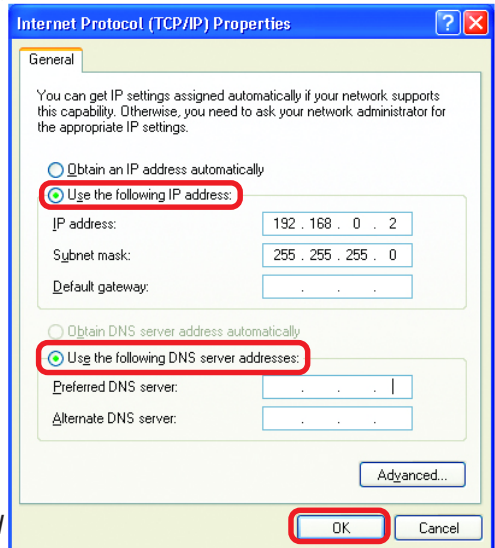 Internet Protocol (TCP/IP) Properties
General
You can get IP settings assigned automatically if your network supports
this capability. Otherwise, you need to ask your network administrator for
the appropriate IP settings.
Obtain an IP address automatically
Use the following IP address:
IP address: 192 . 168 . 0 . 2
Subnet mask: 255 . 255 . 255 . 0
Default gateway: . . .
Obtain DNS server address automatically
Use the following DNS server addresses:
Preferred DNS server: . . .
Alternate DNS server: . . .
Advanced...
OK Cancel